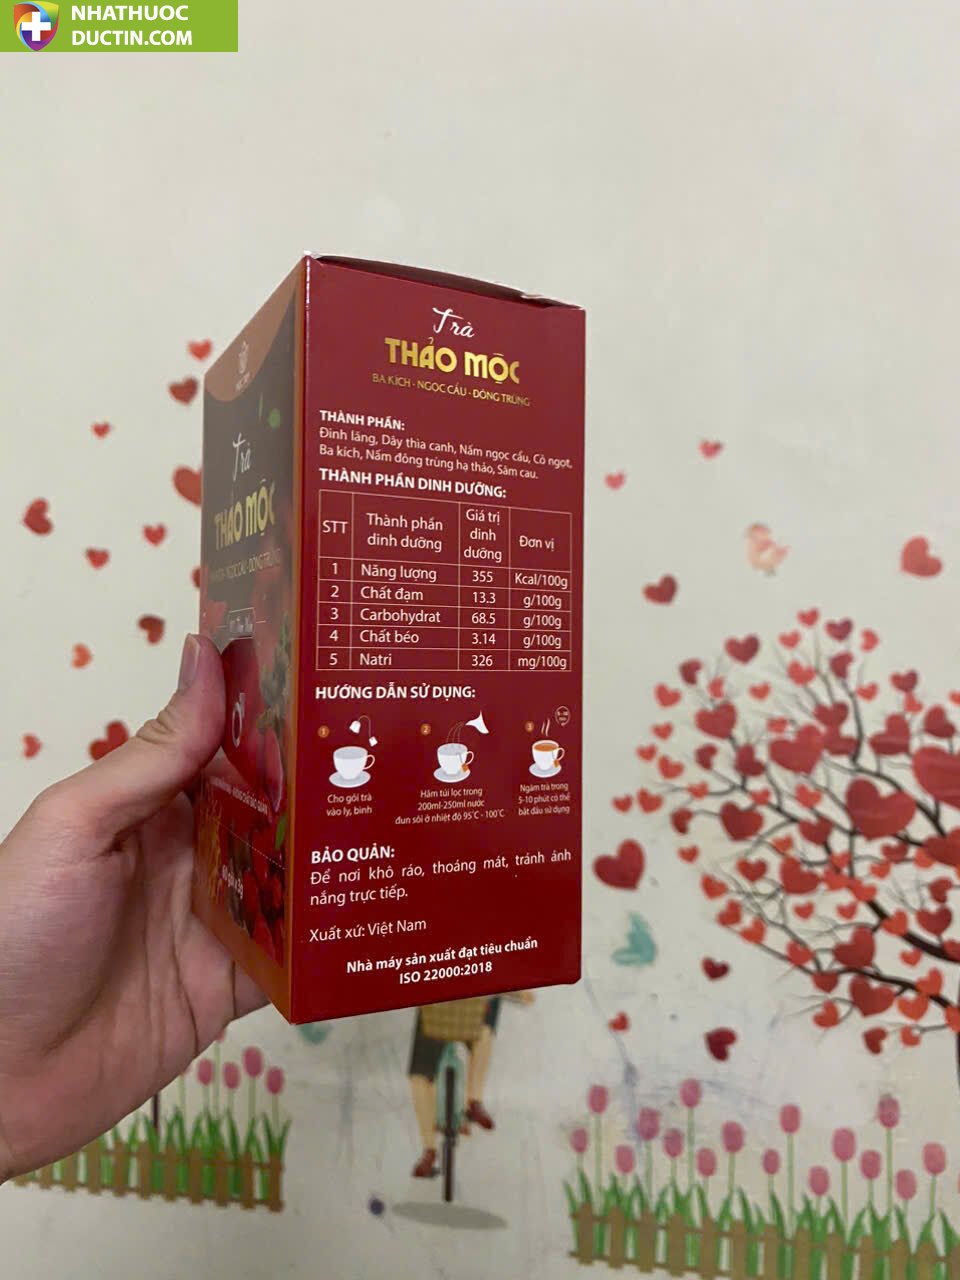 NHATHUOC
DUCTIN.COM
Trà
THẢO MỘC
BA KÍCH - NGỌC CẨU - ĐÔNG TRÙNG
THÀNH PHẦN:
Đinh lăng, Dây thìa canh, Nấm ngọc cẩu, Cỏ ngọt,
Ba kích, Nấm đông trùng hạ thảo, Sâm cau.
THÀNH PHẦN DINH DƯỠNG:
STT Thành phần dinh dưỡng Giá trị dinh dưỡng Đơn vị
1 Năng lượng 355 Kcal/100g
2 Chất đạm 13.3 g/100g
3 Carbohydrat 68.5 g/100g
4 Chất béo 3.14 g/100g
5 Natri 326 mg/100g
HƯỚNG DẪN SỬ DỤNG:
1
Cho gói trà
vào ly, bình
2
Hãm túi lọc trong
200ml-250ml nước
đun sôi ở nhiệt độ 95°C - 100°C
3
Ngâm trà trong
5-10 phút có thể
bắt đầu sử dụng
BẢO QUẢN:
Để nơi khô ráo, thoáng mát, tránh ánh
nắng trực tiếp.
Xuất xứ: Việt Nam
Nhà máy sản xuất đạt tiêu chuẩn
ISO 22000:2018
Trà
THẢO MỘC
NGỌC CẨU - ĐÔNG TRÙNG